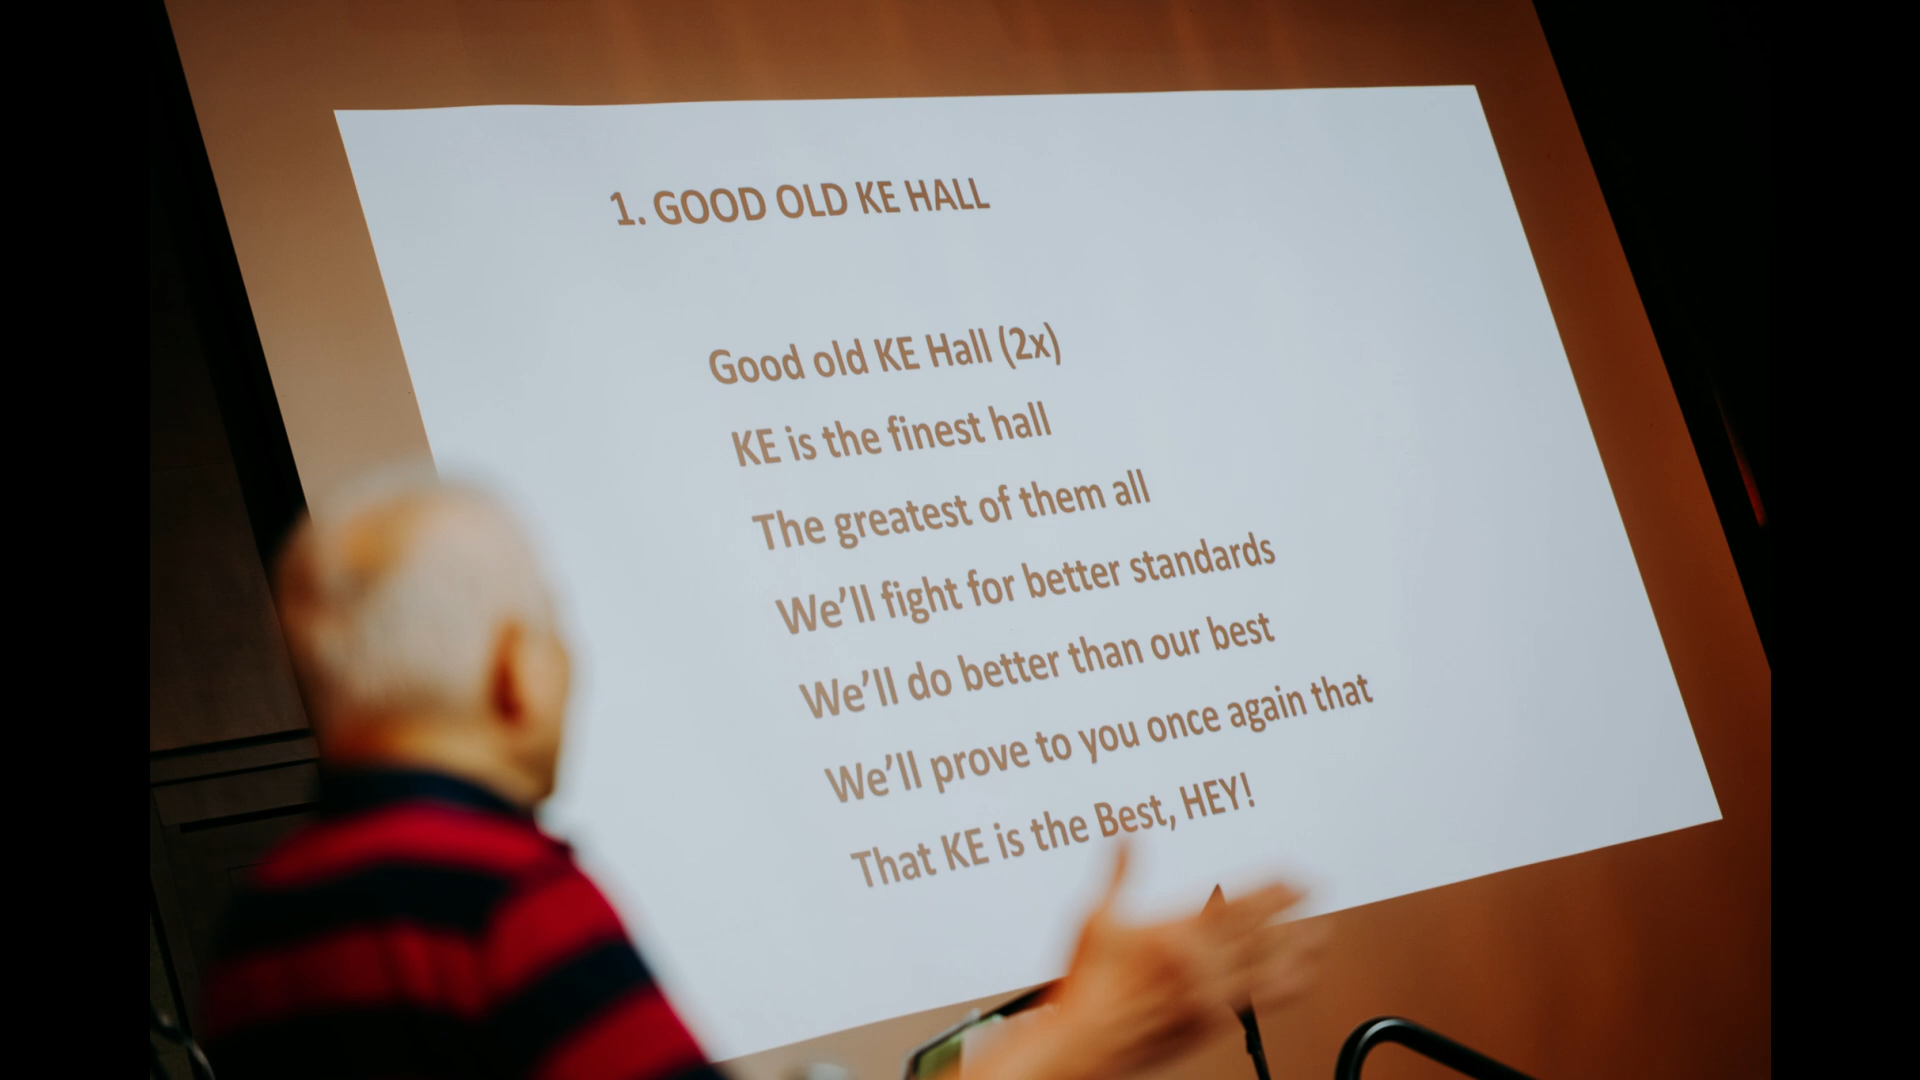 1. GOOD OLD KE HALL
Good old KE Hall (2x)
KE is the finest hall
The greatest of them all
We’ll fight for better standards
We’ll do better than our best
We’ll prove to you once again that
That KE is the Best, HEY!